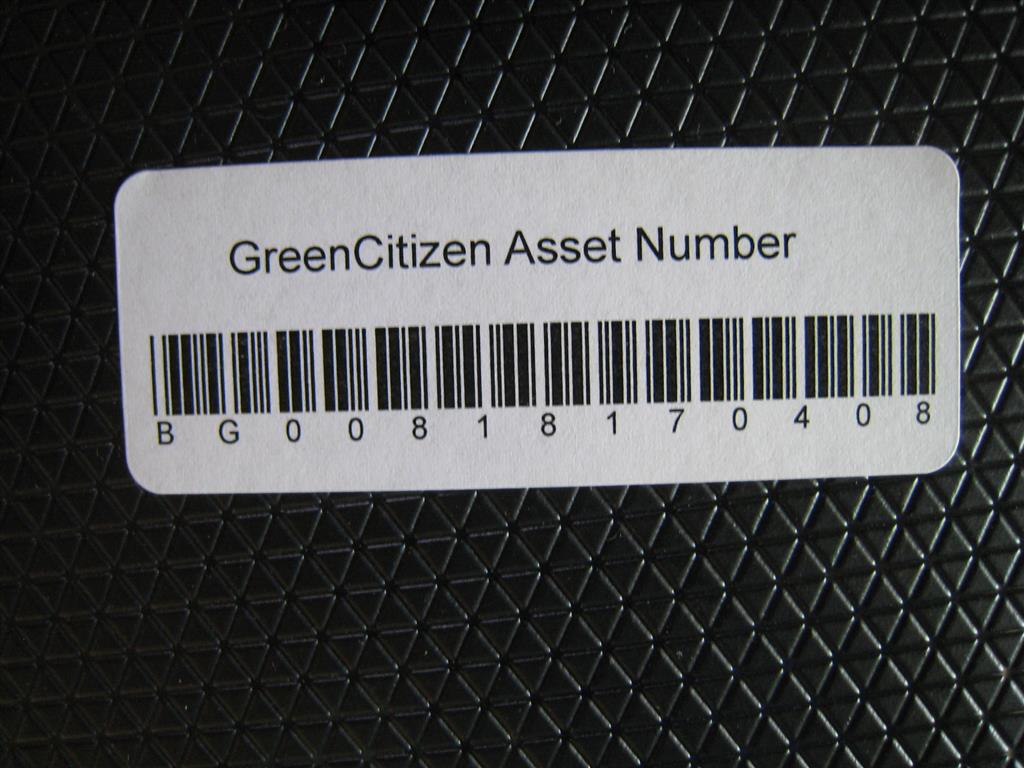 GreenCitizen Asset Number
B G 0 0 8 1 8 1 7 0 4 0 8